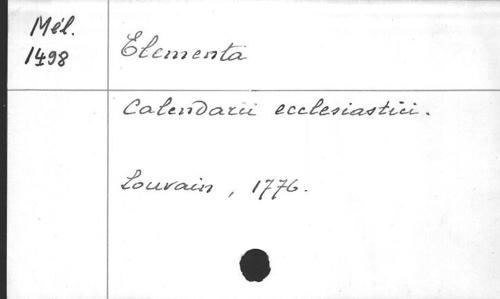 Mél.
1498
Elementa
Calendarii ecclesiastici.
Louvain, 1776.